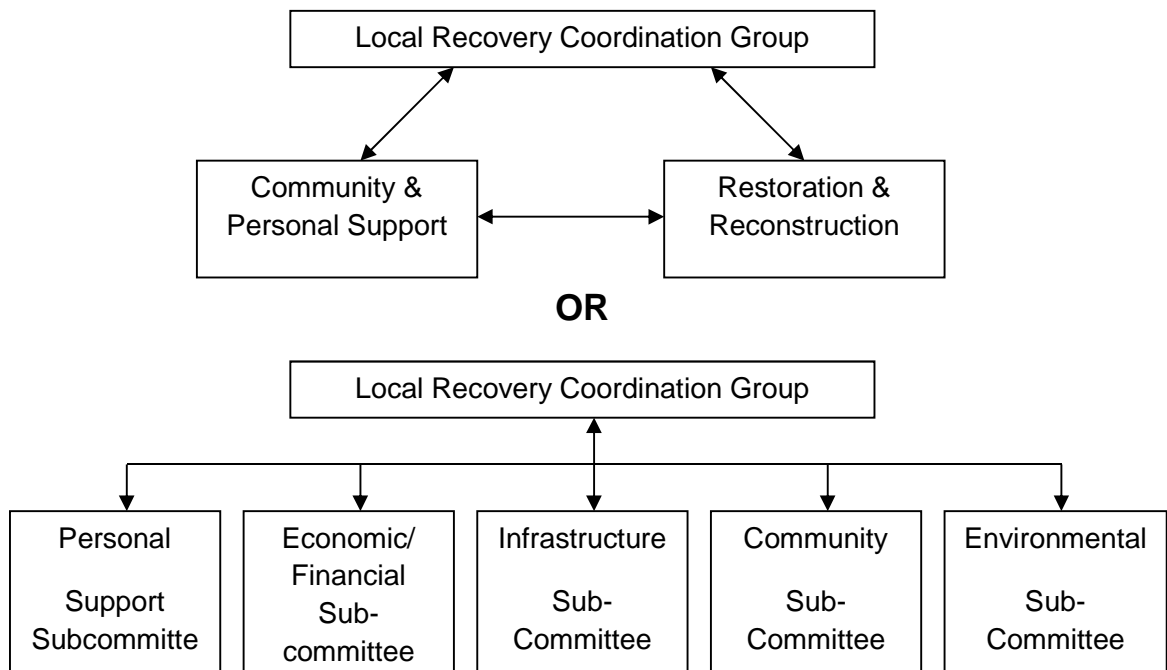 Local Recovery Coordination Group
Community &
Personal Support
Restoration &
Reconstruction
OR
Local Recovery Coordination Group
Personal
Support
Subcommitte
Economic/
Financial
Sub-
committee
Infrastructure
Sub-
Committee
Community
Sub-
Committee
Environmental
Sub-
Committee